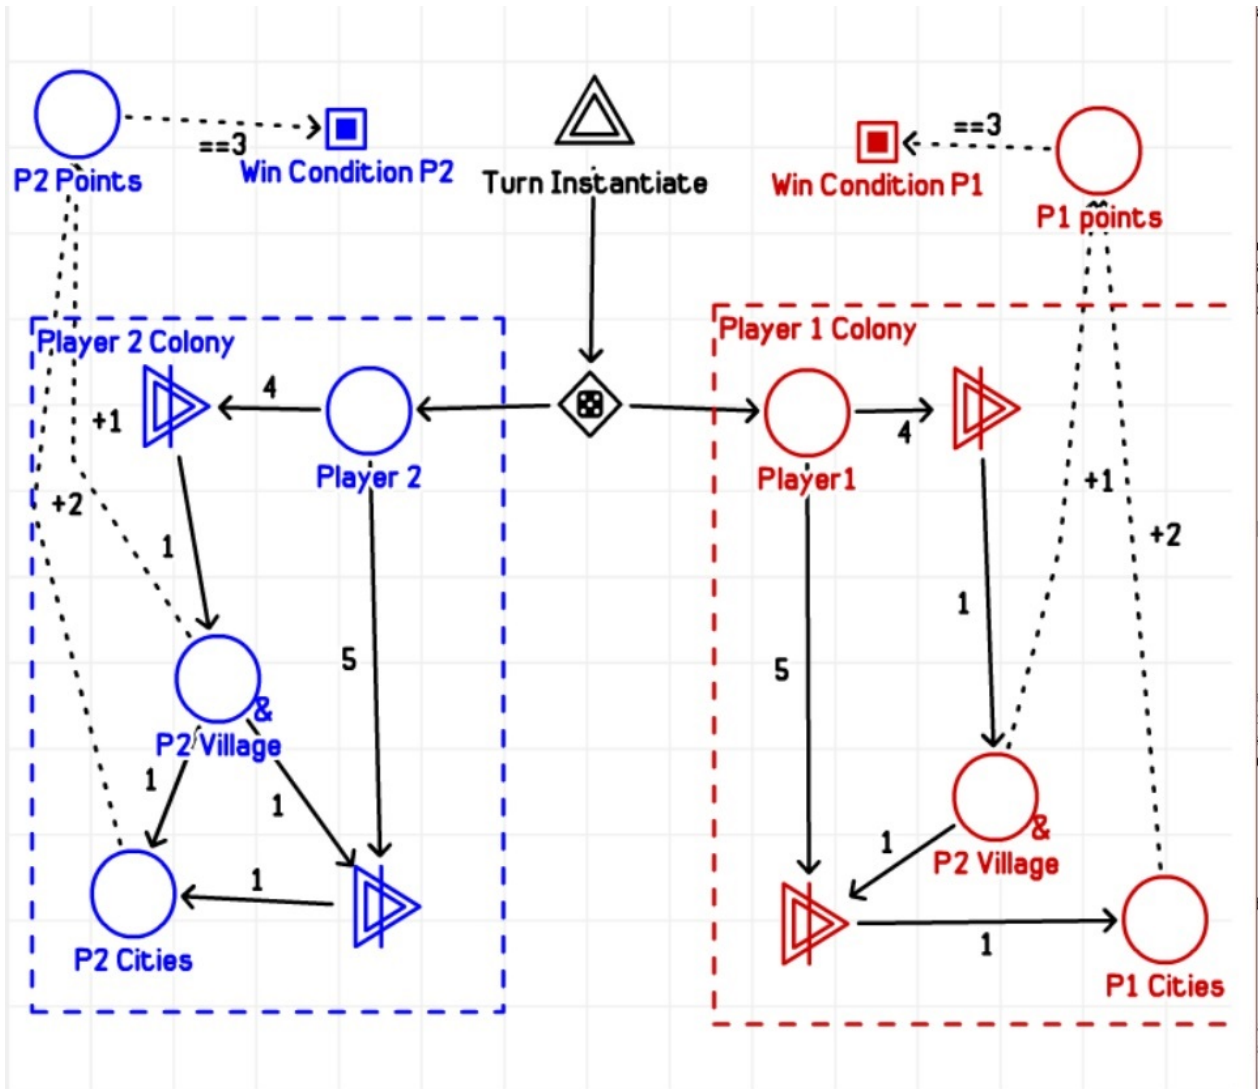 ==3
P2 Points
Win Condition P2
Turn Instantiate
==3
Win Condition P1
P1 points
Player 2 Colony
4
+1
Player 2
+2
1
5
&
P2 Village
1
1
1
P2 Cities
Player 1 Colony
4
Player1
+1
+2
1
5
&
1
P2 Village
1
P1 Cities